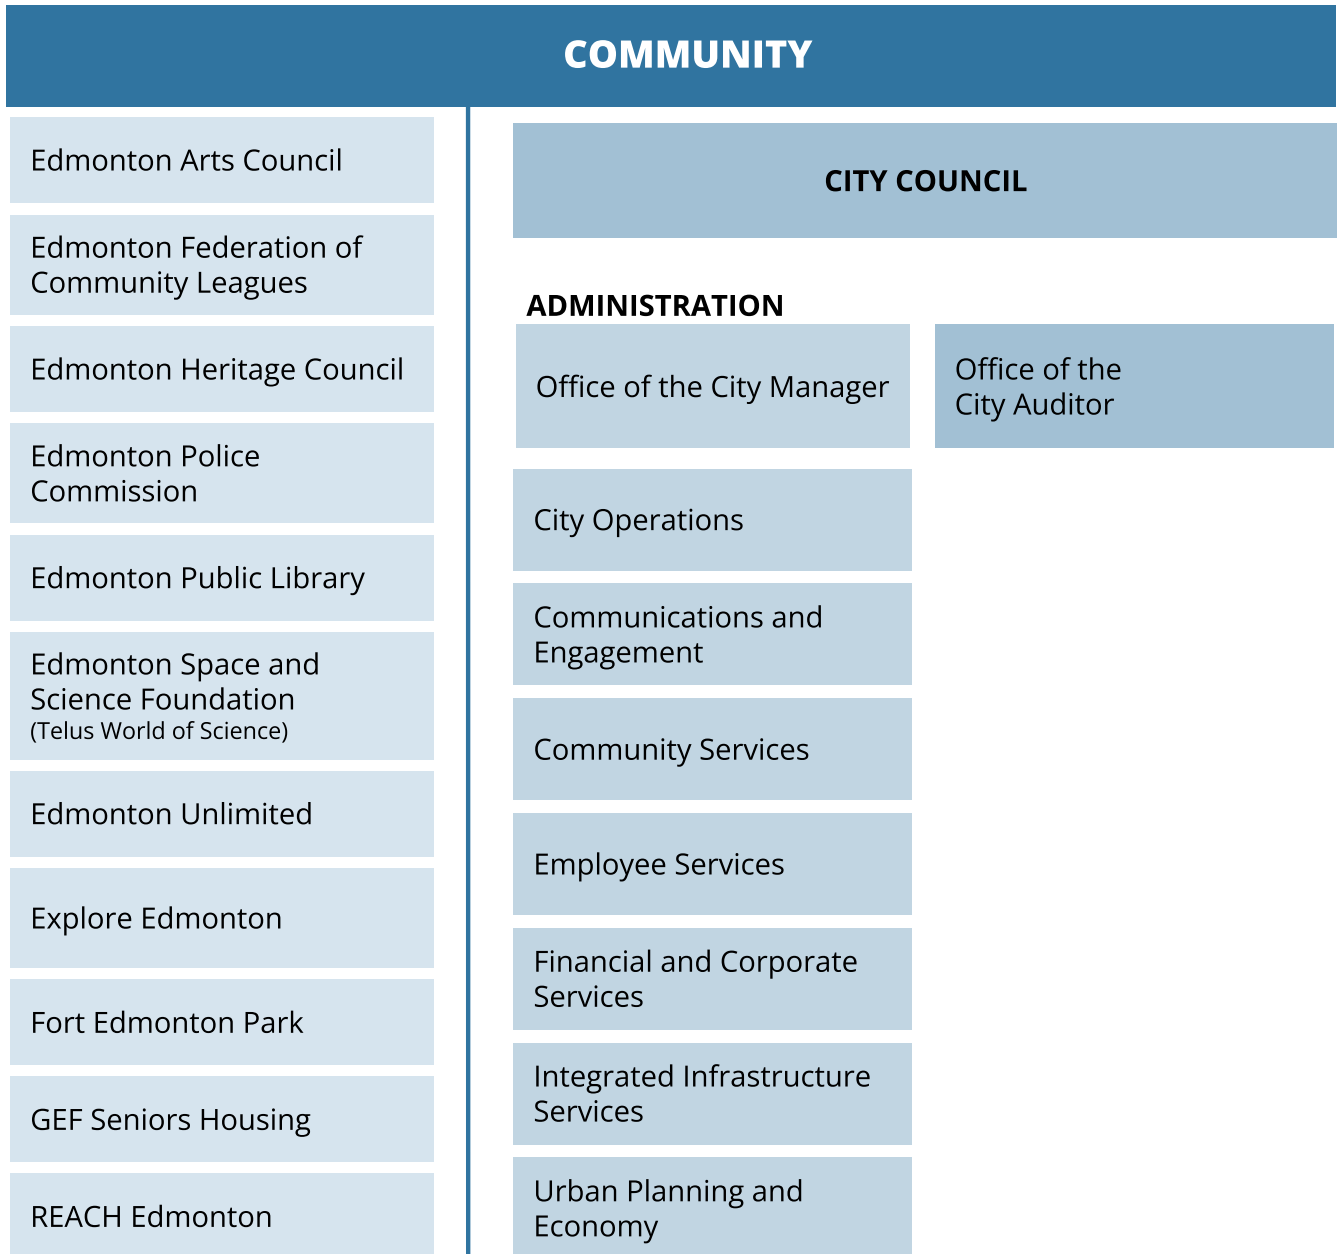 COMMUNITY
Edmonton Arts Council
Edmonton Federation of
Community Leagues
Edmonton Heritage Council
Edmonton Police
Commission
Edmonton Public Library
Edmonton Space and
Science Foundation
(Telus World of Science)
Edmonton Unlimited
Explore Edmonton
Fort Edmonton Park
GEF Seniors Housing
REACH Edmonton
CITY COUNCIL
ADMINISTRATION
Office of the City Manager
City Operations
Communications and
Engagement
Community Services
Employee Services
Financial and Corporate
Services
Integrated Infrastructure
Services
Urban Planning and
Economy
Office of the
City Auditor